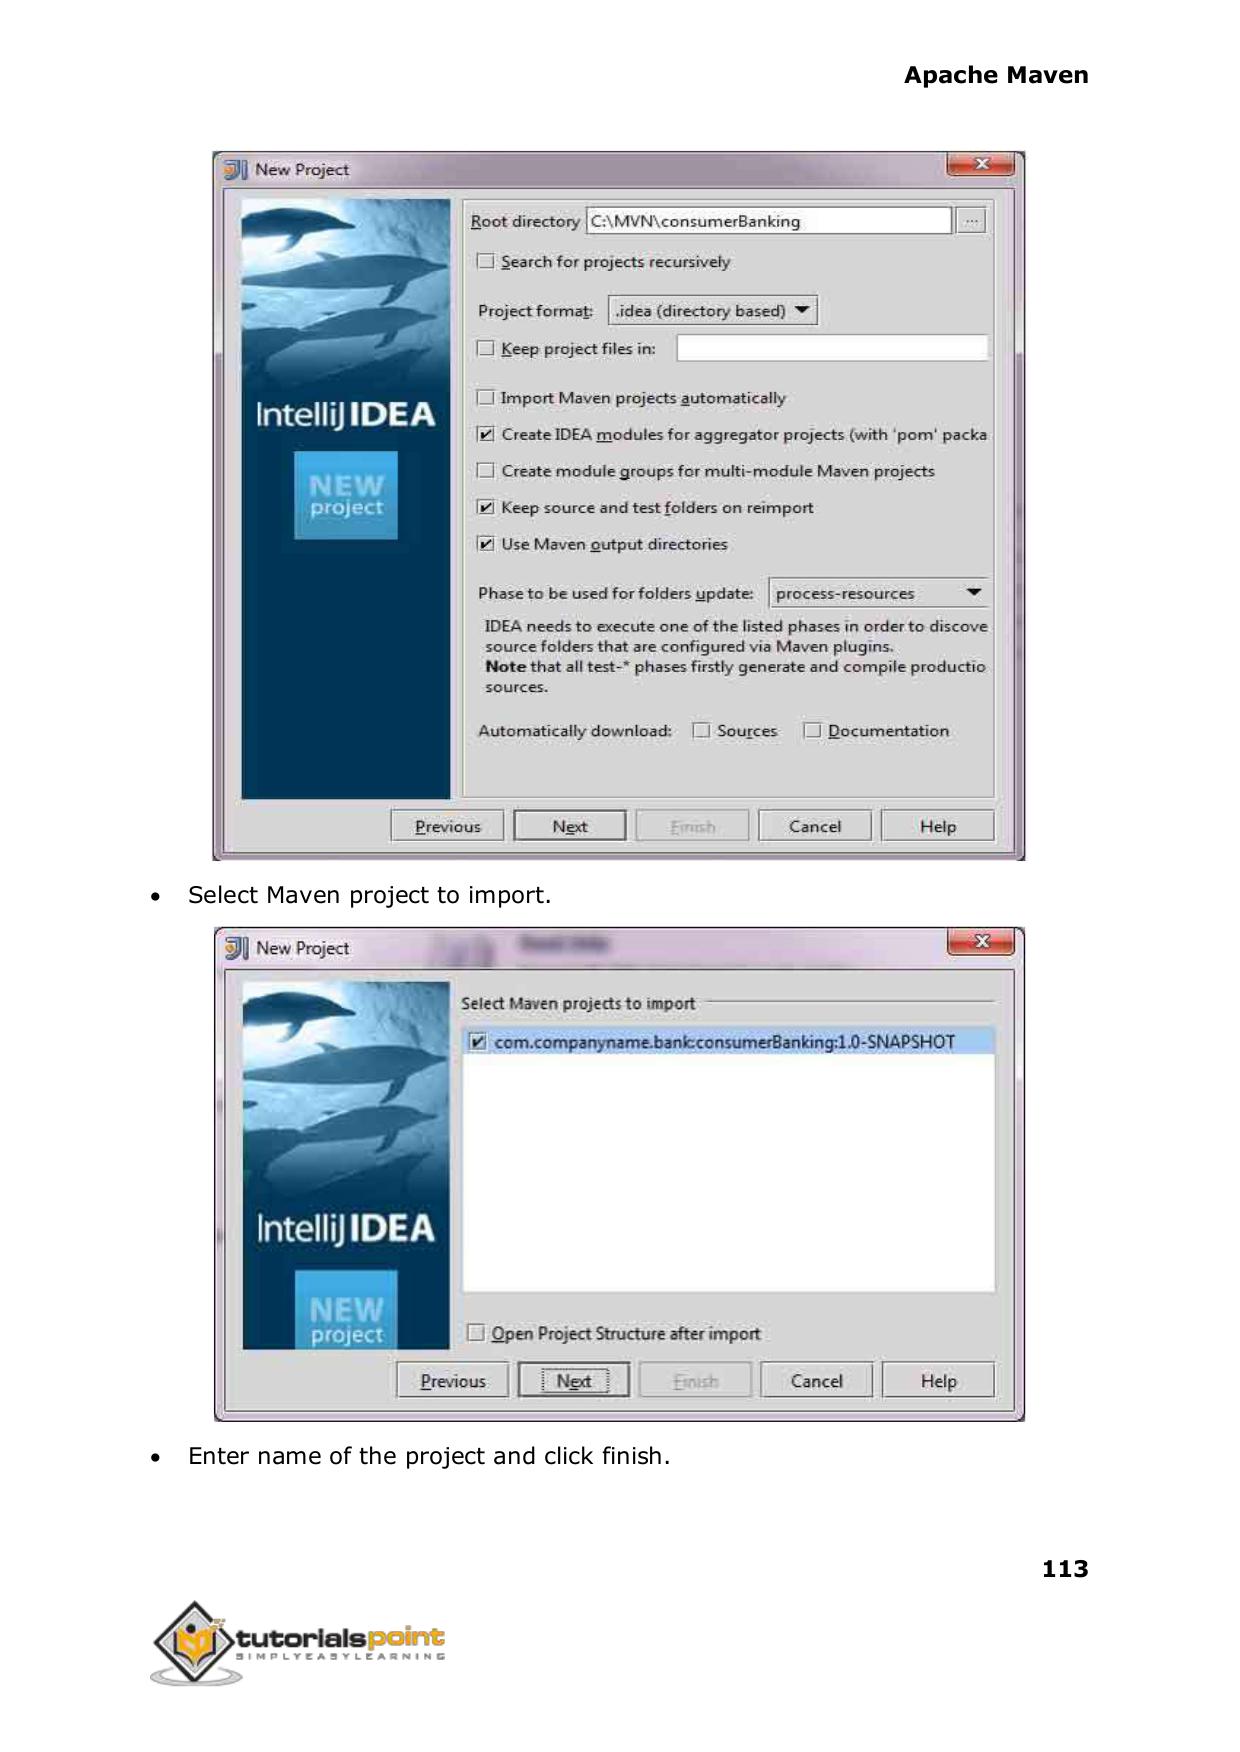 Apache Maven
New Project
Root directory C:\MVN\consumerBanking ...
Search for projects recursively
Project format: .idea (directory based)
Keep project files in:
IntelliJ IDEA
Import Maven projects automatically
Create IDEA modules for aggregator projects (with 'pom' packa
NEW
project
Create module groups for multi-module Maven projects
Keep source and test folders on reimport
Use Maven output directories
Phase to be used for folders update: process-resources
IDEA needs to execute one of the listed phases in order to discove
source folders that are configured via Maven plugins.
Note that all test-* phases firstly generate and compile productio
sources.
Automatically download: Sources Documentation
Previous Next Finish Cancel Help
• Select Maven project to import.
New Project
Select Maven projects to import
com.companyname.bank:consumerBanking:1.0-SNAPSHOT
IntelliJ IDEA
NEW
project
Open Project Structure after import
Previous Next Finish Cancel Help
• Enter name of the project and click finish.
113
tutorialspoint
SIMPLYEASYLEARNING